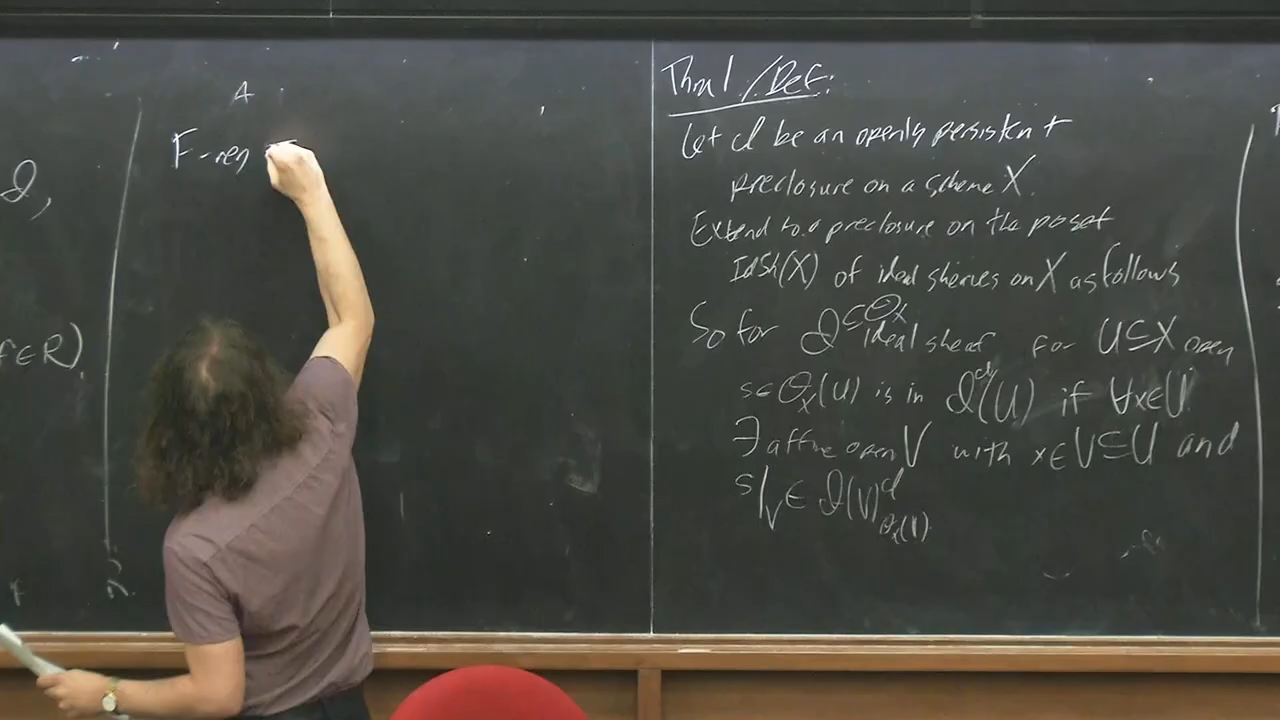 J,
f∈R)
A
F-reg
Thm 1/Def:
Let cl be an openly persistent
preclosure on a scheme X.
Extend to a preclosure on the poset
IdSh(X) of ideal sheaves on X as follows
So for J ⊆ O_X ideal sheaf for U⊆X open
s∈O_X(U) is in J^cl(U) if ∀x∈U
∃ affine open V with x∈V⊆U and
s|_V ∈ J(V)^cl_{O_X(V)}.